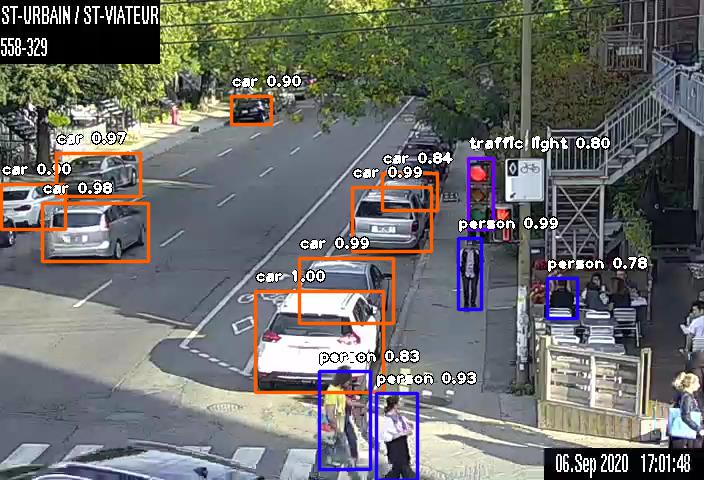 ST-URBAIN / ST-VIATEUR
558-329
car 0.90
car 0.97
traffic light 0.80
car 0.84
car 0.90
car 0.99
car 0.98
person 0.99
car 0.99
person 0.78
car 1.00
person 0.83
person 0.93
06.Sep 2020 17:01:48